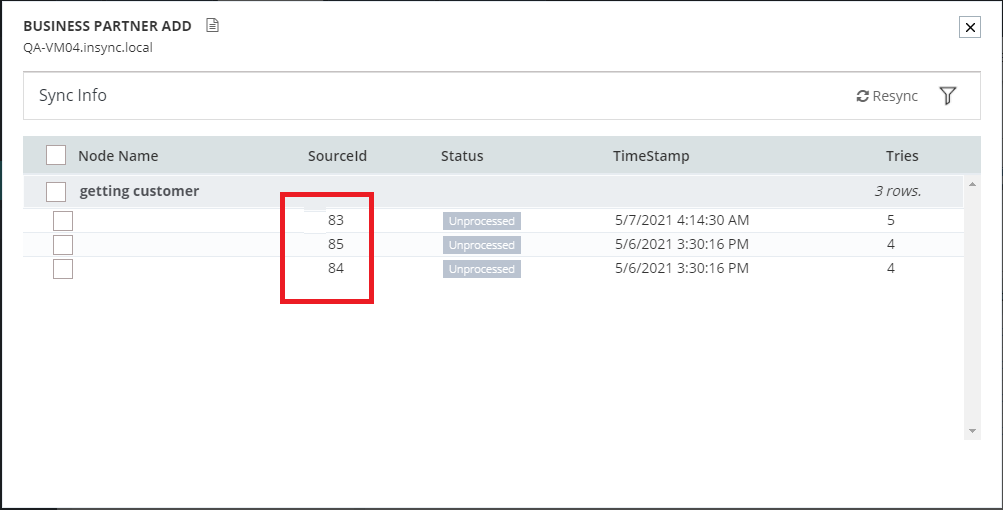 BUSINESS PARTNER ADD
QA-VM04.insync.local
Sync Info Resync
Node Name SourceId Status TimeStamp Tries
getting customer 3 rows.
83 Unprocessed 5/7/2021 4:14:30 AM 5
85 Unprocessed 5/6/2021 3:30:16 PM 4
84 Unprocessed 5/6/2021 3:30:16 PM 4